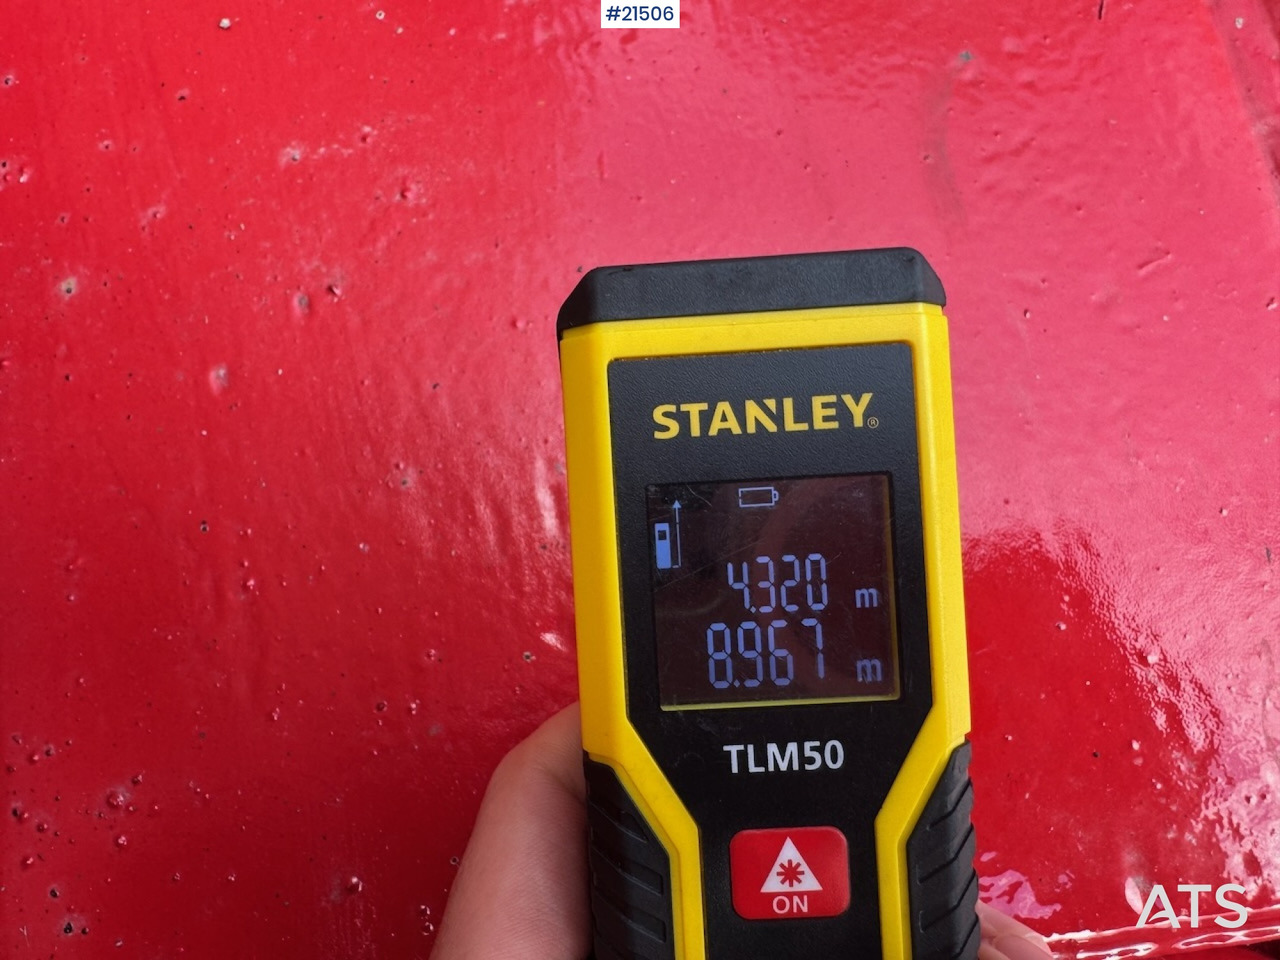 #21506
STANLEY®
4.320 m
8.967 m
TLM50
ON
ATS